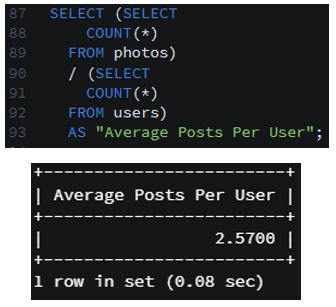 87 SELECT (SELECT
88 COUNT(*)
89 FROM photos)
90 / (SELECT
91 COUNT(*)
92 FROM users)
93 AS "Average Posts Per User";
+------------------------+
| Average Posts Per User |
+------------------------+
| 2.5700 |
+------------------------+
1 row in set (0.08 sec)